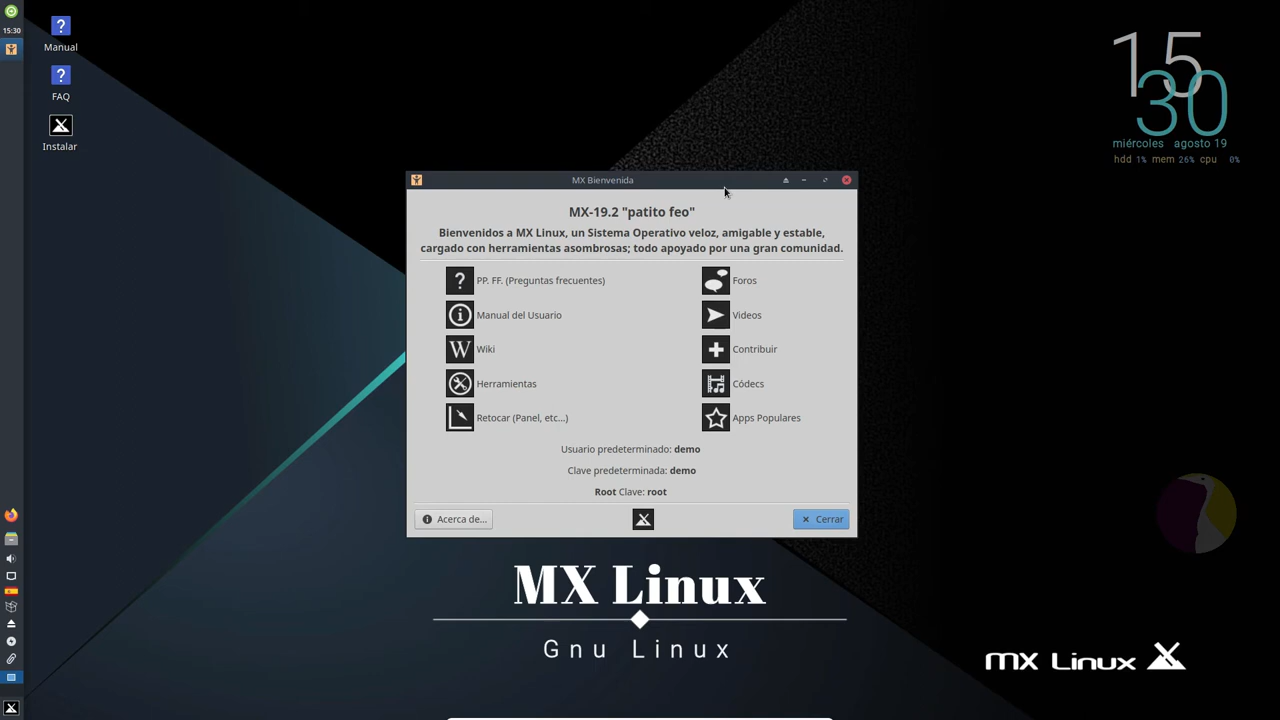 15:30
Manual
FAQ
Instalar
15
30
miércoles agosto 19
hdd 1% mem 26% cpu 0%
MX Bienvenida
MX-19.2 "patito feo"
Bienvenidos a MX Linux, un Sistema Operativo veloz, amigable y estable,
cargado con herramientas asombrosas; todo apoyado por una gran comunidad.
PP. FF. (Preguntas frecuentes)
Foros
Manual del Usuario
Videos
Wiki
Contribuir
Herramientas
Códecs
Retocar (Panel, etc...)
Apps Populares
Usuario predeterminado: demo
Clave predeterminada: demo
Root Clave: root
Acerca de...
Cerrar
MX Linux
Gnu Linux
MX Linux